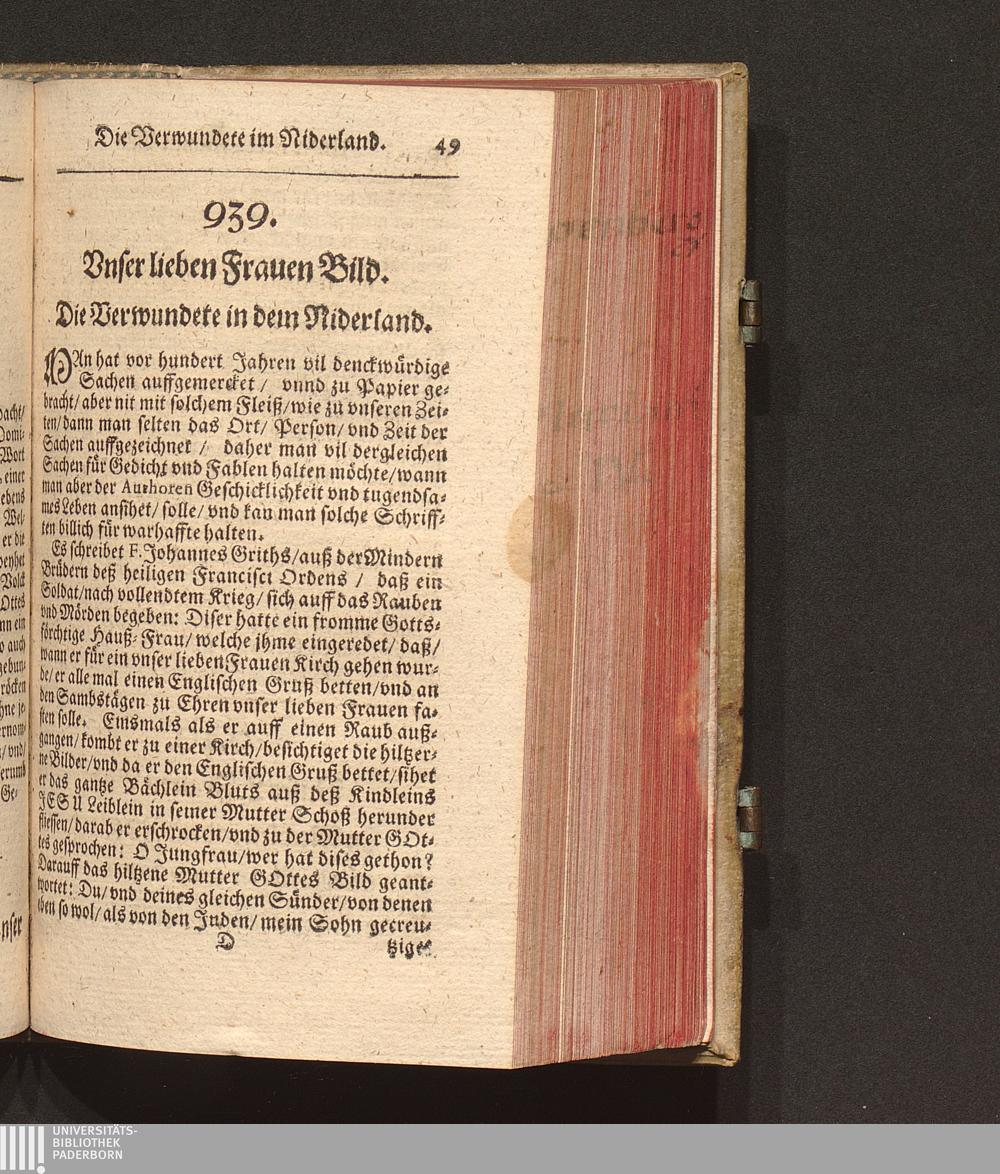 Die Verwundete im Niderland. 49
939.
Vnser lieben Frauen Bild.
Die Verwundete in dem Niderland.
MAn hat vor hundert Jahren vil denckwürdige
Sachen auffgemercket / vnnd zu Papier ge-
bracht/ aber nit mit solchem Fleiß/ wie zu vnseren Zei-
ten/ dann man selten das Ort/ Person/ vnd Zeit der
Sachen auffgezeichnet / daher man vil dergleichen
Sachen für Gedicht vnd Fablen halten möchte/ wann
man aber der Authoren Geschicklichkeit vnd tugendsa-
mes Leben ansihet/ solle/ vnd kan man solche Schriff-
ten billich für warhaffte halten.
Es schreibet F. Johannes Griths/ auß der Mindern
Brüdern deß heiligen Francisci Ordens / daß ein
Soldat/ nach vollendtem Krieg/ sich auff das Rauben
vnd Mörden begeben: Diser hatte ein fromme Gotts-
förchtige Hauß-Frau/ welche ihme eingeredet/ daß/
wann er für ein vnser lieben Frauen Kirch gehen wur-
de/ er alle mal einen Englischen Gruß betten/ vnd an
den Sambstägen zu Ehren vnser lieben Frauen fa-
sten solle. Einsmals als er auff einen Raub auß-
gangen/ kombt er zu einer Kirch/ besichtiget die hiltzer-
ne Bilder/ vnd da er den Englischen Gruß bettet/ sihet
er das gantze Bächlein Bluts auß deß Kindleins
JESU Leiblein in seiner Mutter Schoß herunder
fliessen/ darab er erschrocken/ vnd zu der Mutter GOt-
tes gesprochen: O Jungfrau/ wer hat dises gethon?
Darauff das hiltzene Mutter GOttes Bild geant-
wortet: Du/ vnd deines gleichen Sünder/ von denen
eben so wol/ als von den Juden/ mein Sohn gecreu-
D tziget
UNIVERSITÄTS-
BIBLIOTHEK
PADERBORN